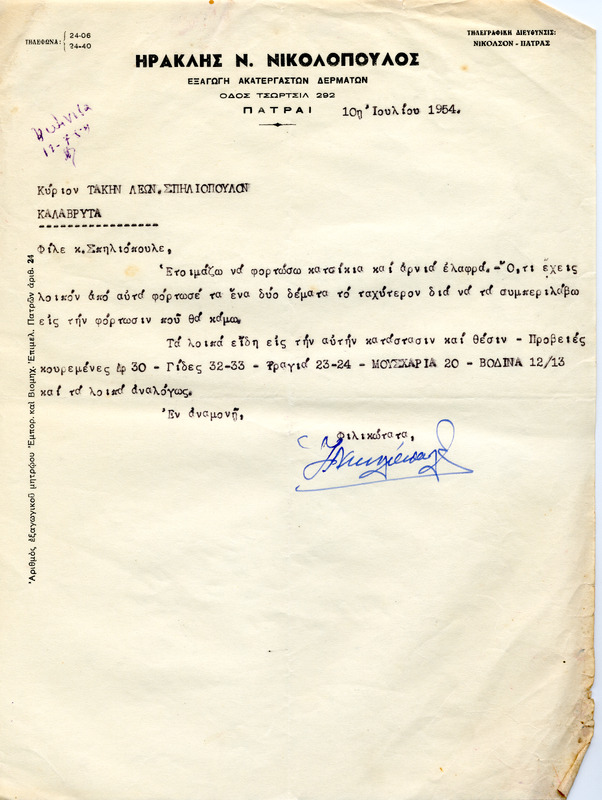 ΤΗΛΕΦΩΝΑ: 24-06
24-40
ΤΗΛΕΓΡΑΦΙΚΗ ΔΙΕΥΘΥΝΣΙΣ:
ΝΙΚΟΛΣΟΝ - ΠΑΤΡΑΣ
ΗΡΑΚΛΗΣ Ν. ΝΙΚΟΛΟΠΟΥΛΟΣ
ΕΞΑΓΩΓΗ ΑΚΑΤΕΡΓΑΣΤΩΝ ΔΕΡΜΑΤΩΝ
ΟΔΟΣ ΤΣΩΡΤΣΙΛ 292
ΠΑΤΡΑΙ
10η Ἰουλίου 1954.
Κύριον ΤΑΚΗΝ ΛΕΩΝ.ΣΠΗΛΙΟΠΟΥΛΟΝ
ΚΑΛΑΒΡΥΤΑ
Φίλε κ.Σπηλιόπουλε,
Ἑτοιμάζω νά φορτώσω κατσίκια καί ἀρνιά ἐλαφρά.-Ὅ,τι ἔχεις
λοιπόν ἀπό αὐτά φόρτωσέ τα ἕνα δύο δέματα τό ταχύτερον διά νά τά συμπεριλάβω
εἰς τήν φόρτωσιν πού θά κάμω.
Τά λοιπά εἴδη εἰς τήν αὐτήν κατάστασιν καί θέσιν - Προβιές
κουρεμένες 30 - Γίδες 32-33 - Τραγιά 23-24 - ΜΟΥΣΧΑΡΙΑ 20 - ΒΟΔΙΝΑ 12/13
καί τά λοιπά ἀναλόγως.
Ἐν ἀναμονῇ,
Φιλικώτατα,
Ἀριθμός ἐξαγωγικοῦ μητρώου Ἐμπορ. καί Βιομηχ. Ἐπιμελ. Πατρῶν ἀριθ. 24